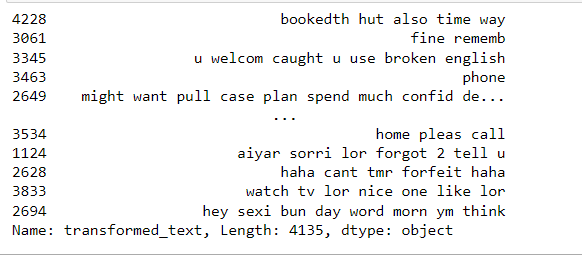 4228 bookedth hut also time way
3061 fine rememb
3345 u welcom caught u use broken english
3463 phone
2649 might want pull case plan spend much confid de...
...
3534 home pleas call
1124 aiyar sorri lor forgot 2 tell u
2628 haha cant tmr forfeit haha
3833 watch tv lor nice one like lor
2694 hey sexi bun day word morn ym think
Name: transformed_text, Length: 4135, dtype: object